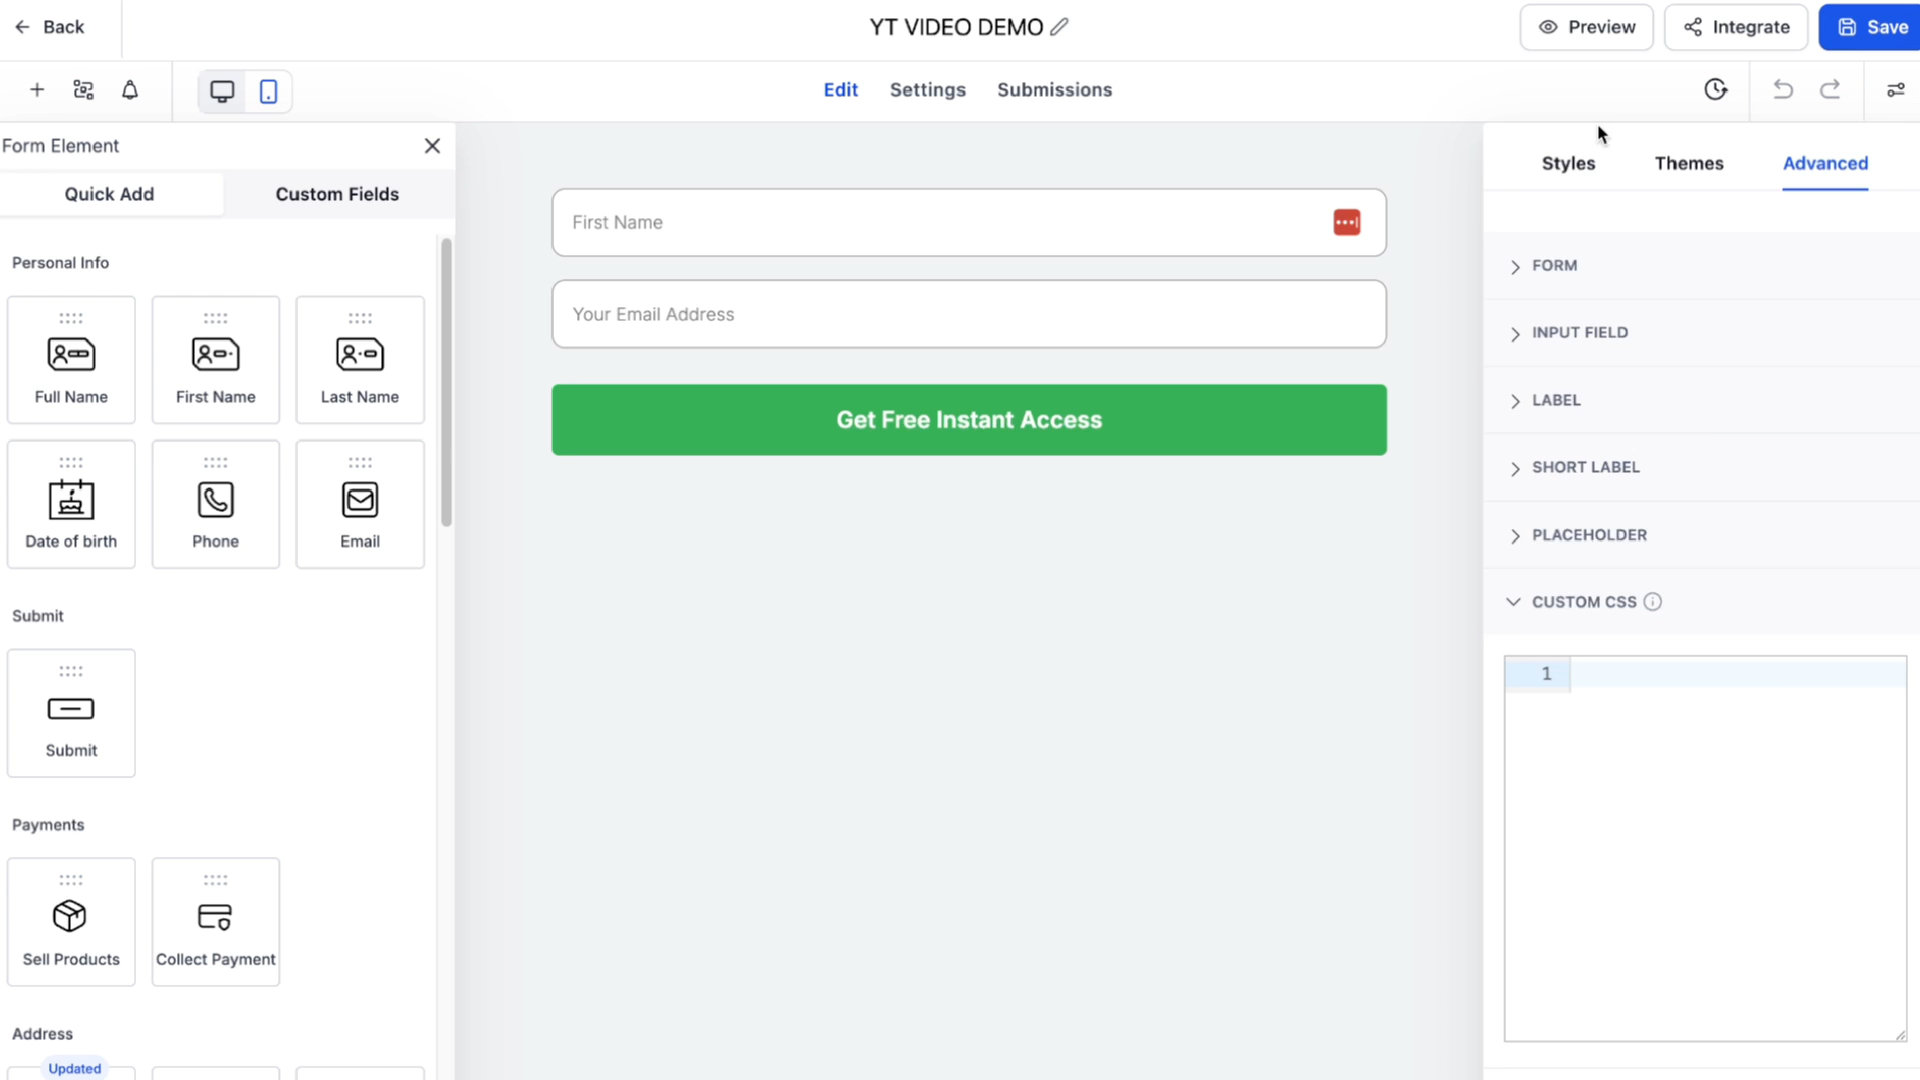 Back
YT VIDEO DEMO
Preview
Integrate
Save
Edit
Settings
Submissions
Form Element
Quick Add
Custom Fields
Personal Info
Full Name
First Name
Last Name
Date of birth
Phone
Email
Submit
Submit
Payments
Sell Products
Collect Payment
Address
Updated
First Name
Your Email Address
Get Free Instant Access
Styles
Themes
Advanced
FORM
INPUT FIELD
LABEL
SHORT LABEL
PLACEHOLDER
CUSTOM CSS
1